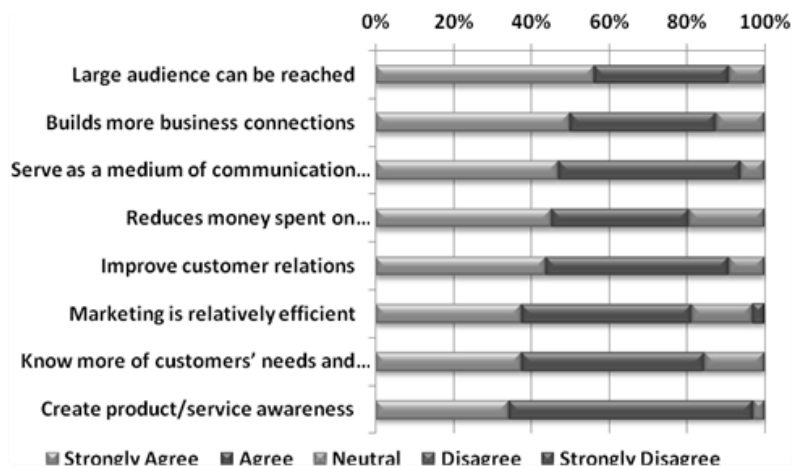 0% 20% 40% 60% 80% 100%
Large audience can be reached
Builds more business connections
Serve as a medium of communication...
Reduces money spent on...
Improve customer relations
Marketing is relatively efficient
Know more of customers’ needs and...
Create product/service awareness
Strongly Agree Agree Neutral Disagree Strongly Disagree